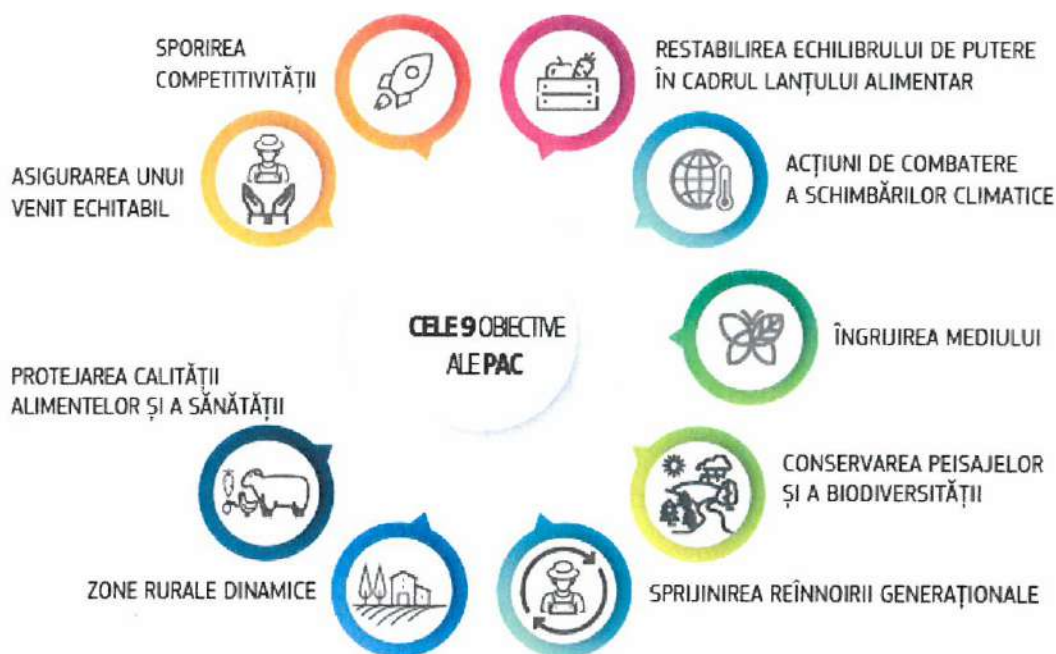 SPORIREA
COMPETITIVITĂȚII
RESTABILIREA ECHILIBRULUI DE PUTERE
ÎN CADRUL LANȚULUI ALIMENTAR
ASIGURAREA UNUI
VENIT ECHITABIL
ACȚIUNI DE COMBATERE
A SCHIMBĂRILOR CLIMATICE
CELE 9 OBIECTIVE
ALE PAC
ÎNGRIJIREA MEDIULUI
PROTEJAREA CALITĂȚII
ALIMENTELOR ȘI A SĂNĂTĂȚII
CONSERVAREA PEISAJELOR
ȘI A BIODIVERSITĂȚII
ZONE RURALE DINAMICE
SPRIJINIREA REÎNNOIRII GENERAȚIONALE